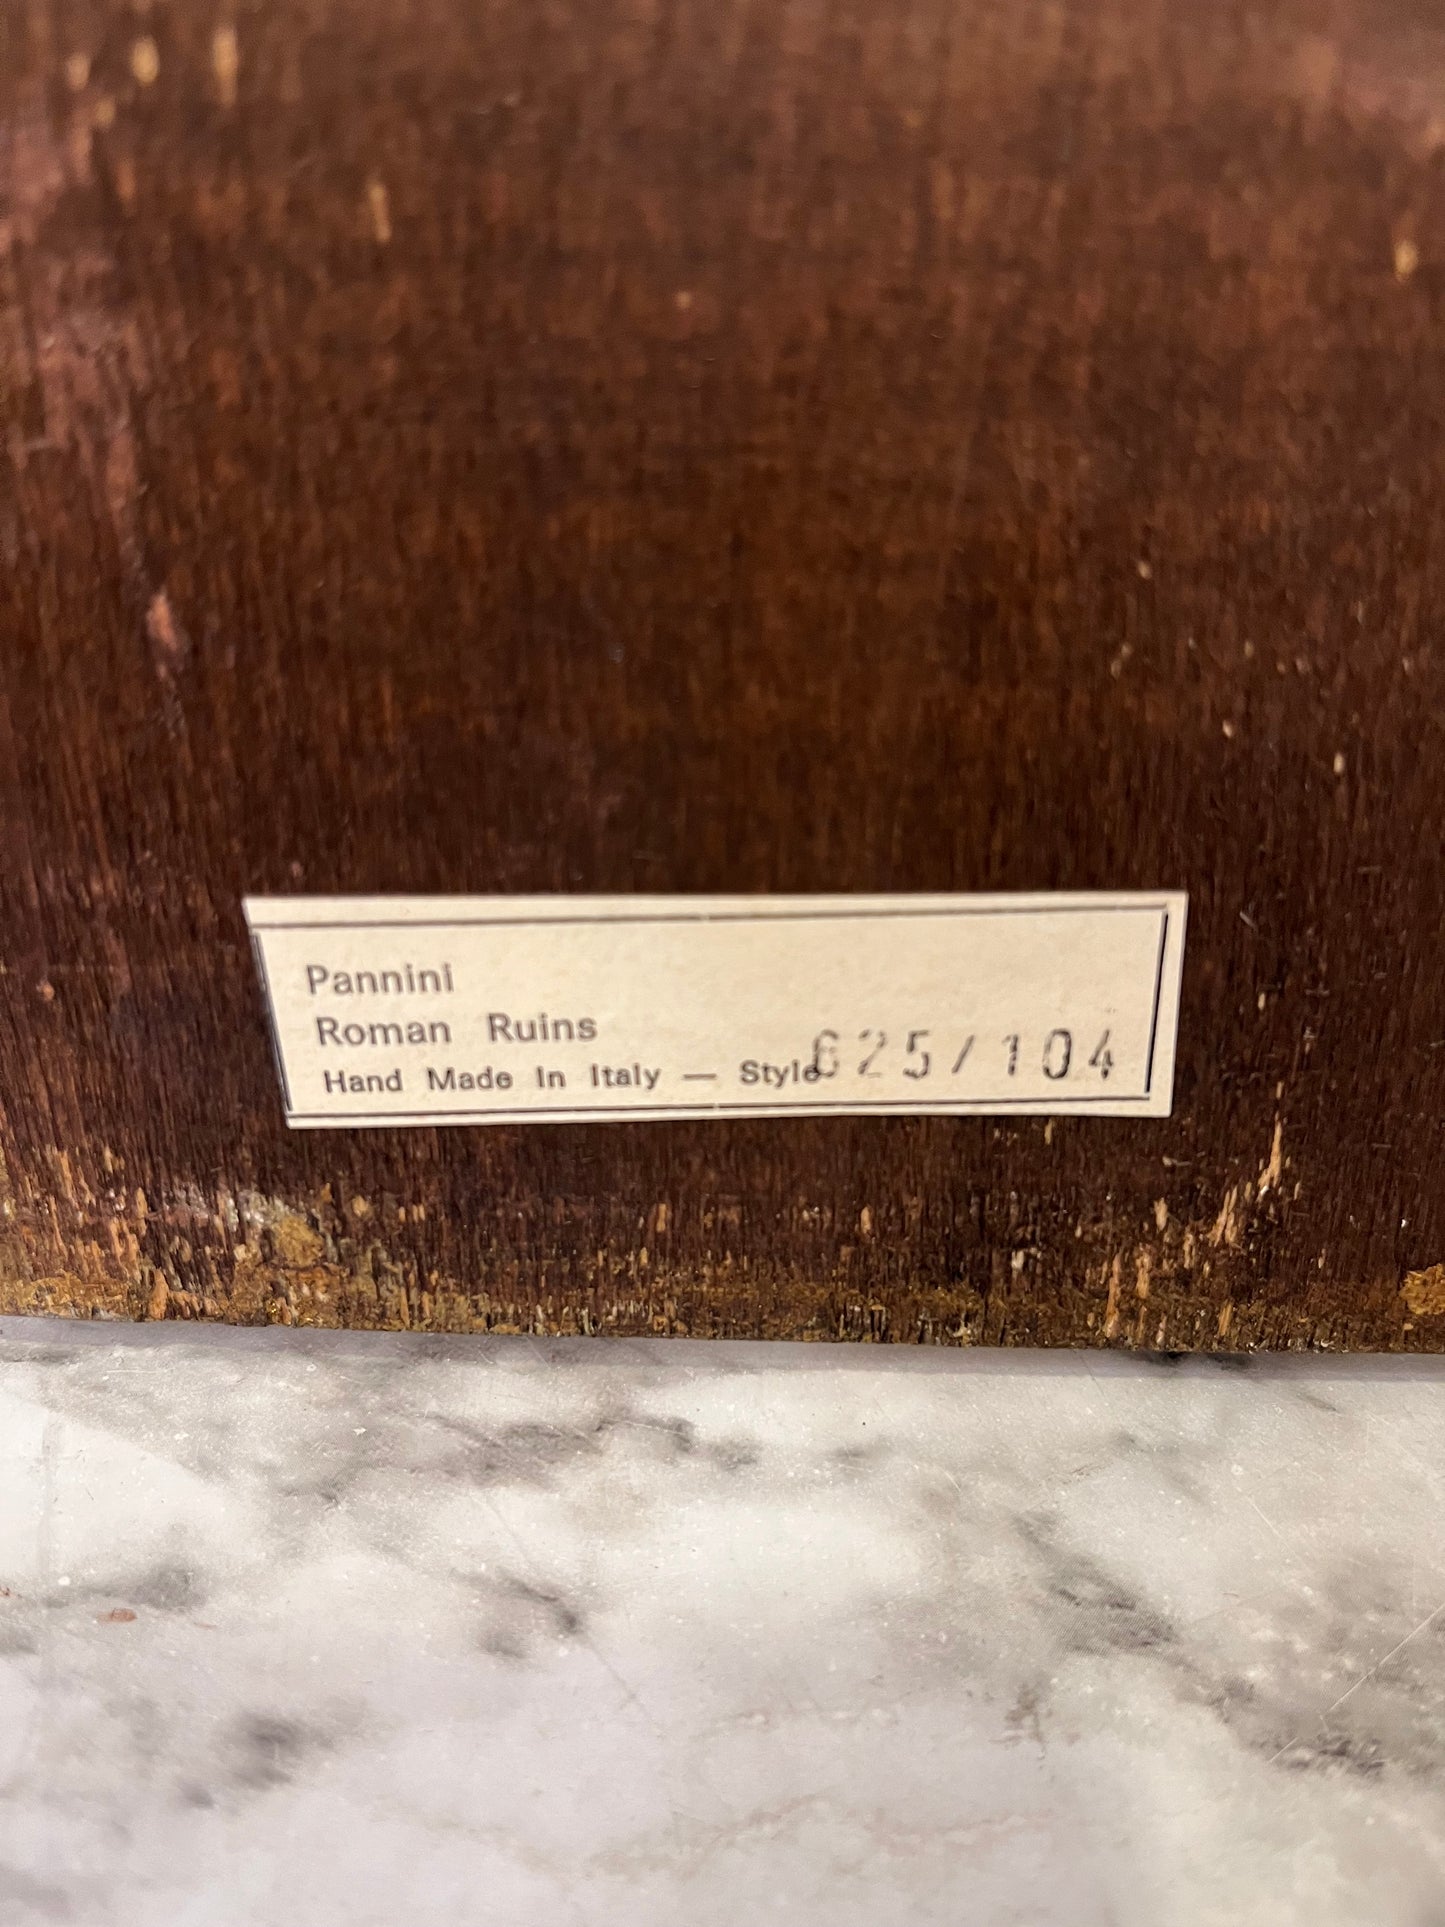 Pannini
Roman Ruins
Hand Made In Italy — Style 625/104